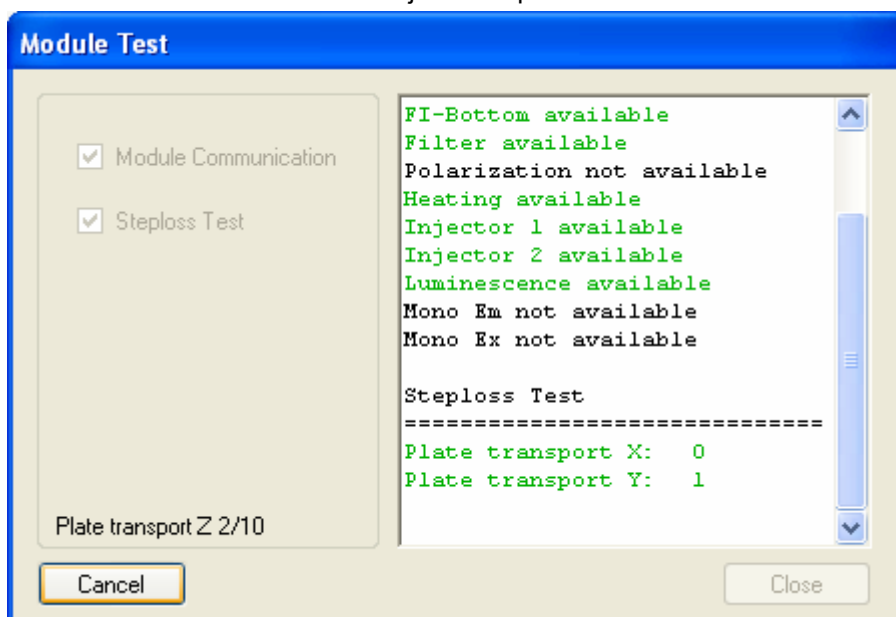 Module Test
Module Communication
Steploss Test
Plate transport Z 2/10
FI-Bottom available
Filter available
Polarization not available
Heating available
Injector 1 available
Injector 2 available
Luminescence available
Mono Em not available
Mono Ex not available
Steploss Test
==============================
Plate transport X: 0
Plate transport Y: 1
Cancel
Close